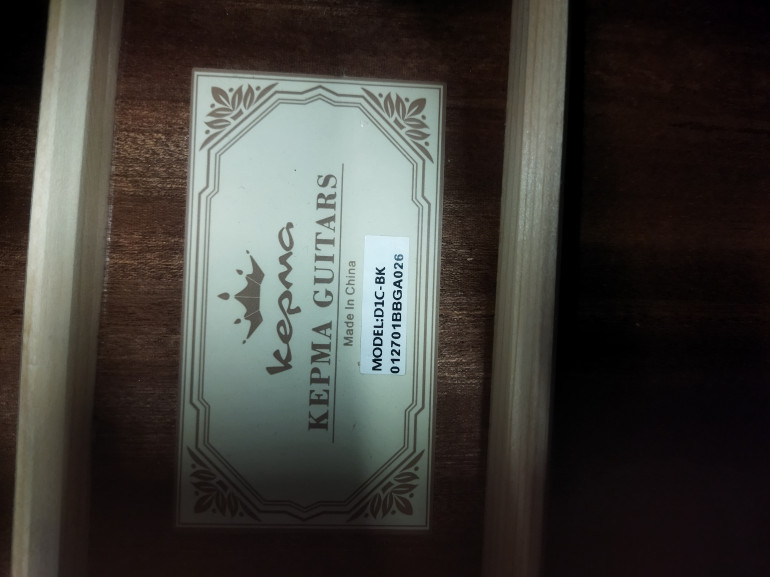 kepma
KEPMA GUITARS
Made In China
MODEL:D1C-BK
012701BBGA026